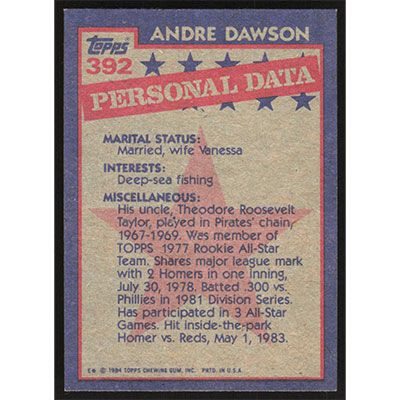 ANDRE DAWSON
TOPPS
392
PERSONAL DATA
MARITAL STATUS:
Married, wife Vanessa
INTERESTS:
Deep-sea fishing
MISCELLANEOUS:
His uncle, Theodore Roosevelt
Taylor, played in Pirates' chain,
1967-1969. Was member of
TOPPS 1977 Rookie All-Star
Team. Shares major league mark
with 2 Homers in one inning,
July 30, 1978. Batted .300 vs.
Phillies in 1981 Division Series.
Has participated in 3 All-Star
Games. Hit inside-the-park
Homer vs. Reds, May 1, 1983.
© 1984 TOPPS CHEWING GUM, INC. PRTD. IN U.S.A.